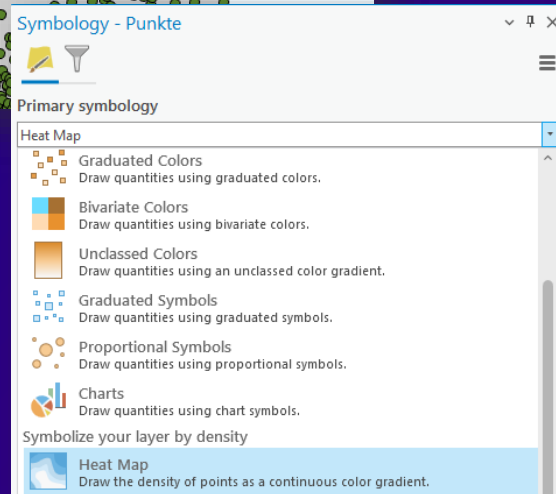 Symbology - Punkte
Primary symbology
Heat Map
Graduated Colors
Draw quantities using graduated colors.
Bivariate Colors
Draw quantities using bivariate colors.
Unclassed Colors
Draw quantities using an unclassed color gradient.
Graduated Symbols
Draw quantities using graduated symbols.
Proportional Symbols
Draw quantities using proportional symbols.
Charts
Draw quantities using chart symbols.
Symbolize your layer by density
Heat Map
Draw the density of points as a continuous color gradient.